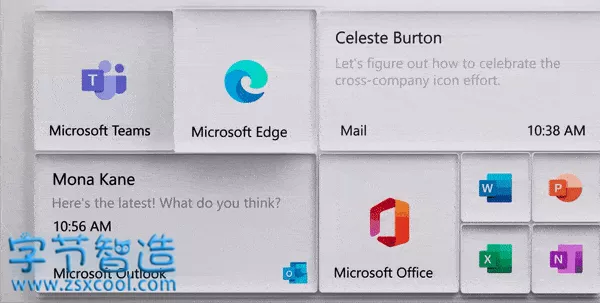 Microsoft Teams
Microsoft Edge
Celeste Burton
Let's figure out how to celebrate the
cross-company icon effort.
Mail
10:38 AM
Mona Kane
Here's the latest! What do you think?
10:56 AM
Microsoft Outlook
Microsoft Office
W
P
X
N
字节智造
www.zsxcool.com